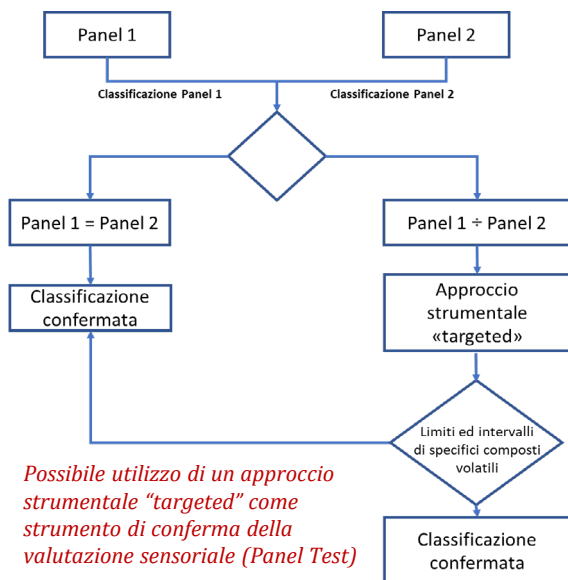 Panel 1
Panel 2
Classificazione Panel 1
Classificazione Panel 2
Panel 1 = Panel 2
Panel 1 ÷ Panel 2
Classificazione
confermata
Approccio
strumentale
«targeted»
Limiti ed intervalli
di specifici composti
volatili
Possibile utilizzo di un approccio
strumentale “targeted” come
strumento di conferma della
valutazione sensoriale (Panel Test)
Classificazione
confermata